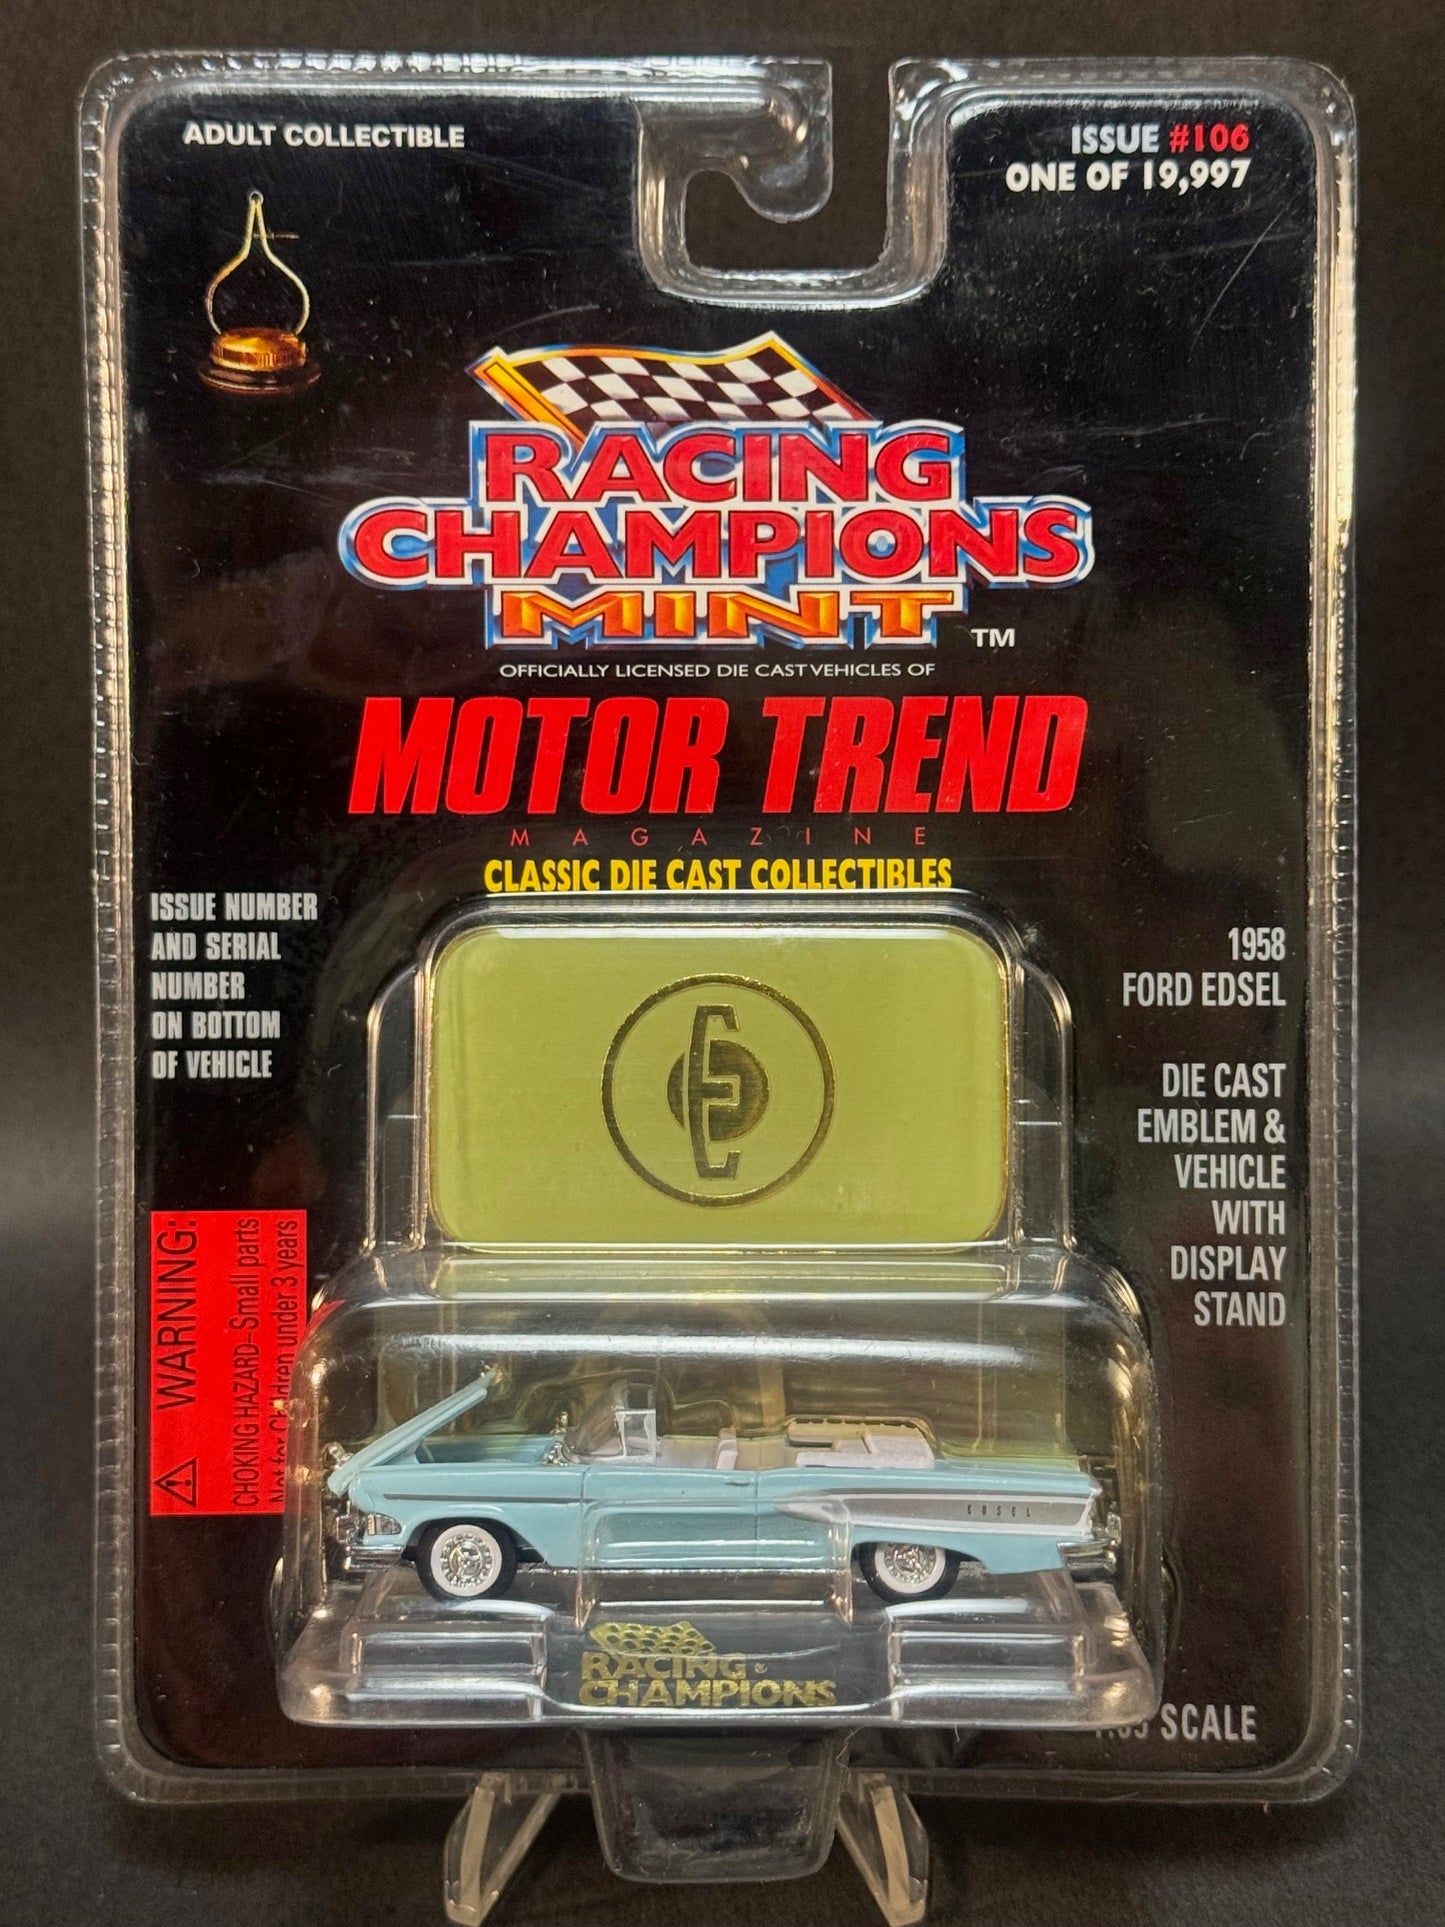 ADULT COLLECTIBLE
ISSUE #106
ONE OF 19,997
RACING
CHAMPIONS
MINT TM
OFFICIALLY LICENSED DIE CAST VEHICLES OF
MOTOR TREND
MAGAZINE
CLASSIC DIE CAST COLLECTIBLES
ISSUE NUMBER
AND SERIAL
NUMBER
ON BOTTOM
OF VEHICLE
1958
FORD EDSEL
DIE CAST
EMBLEM &
VEHICLE
WITH
DISPLAY
STAND
E
WARNING:
CHOKING HAZARD–Small parts
Not for Children under 3 years
EDSEL
RACING
CHAMPIONS
SCALE